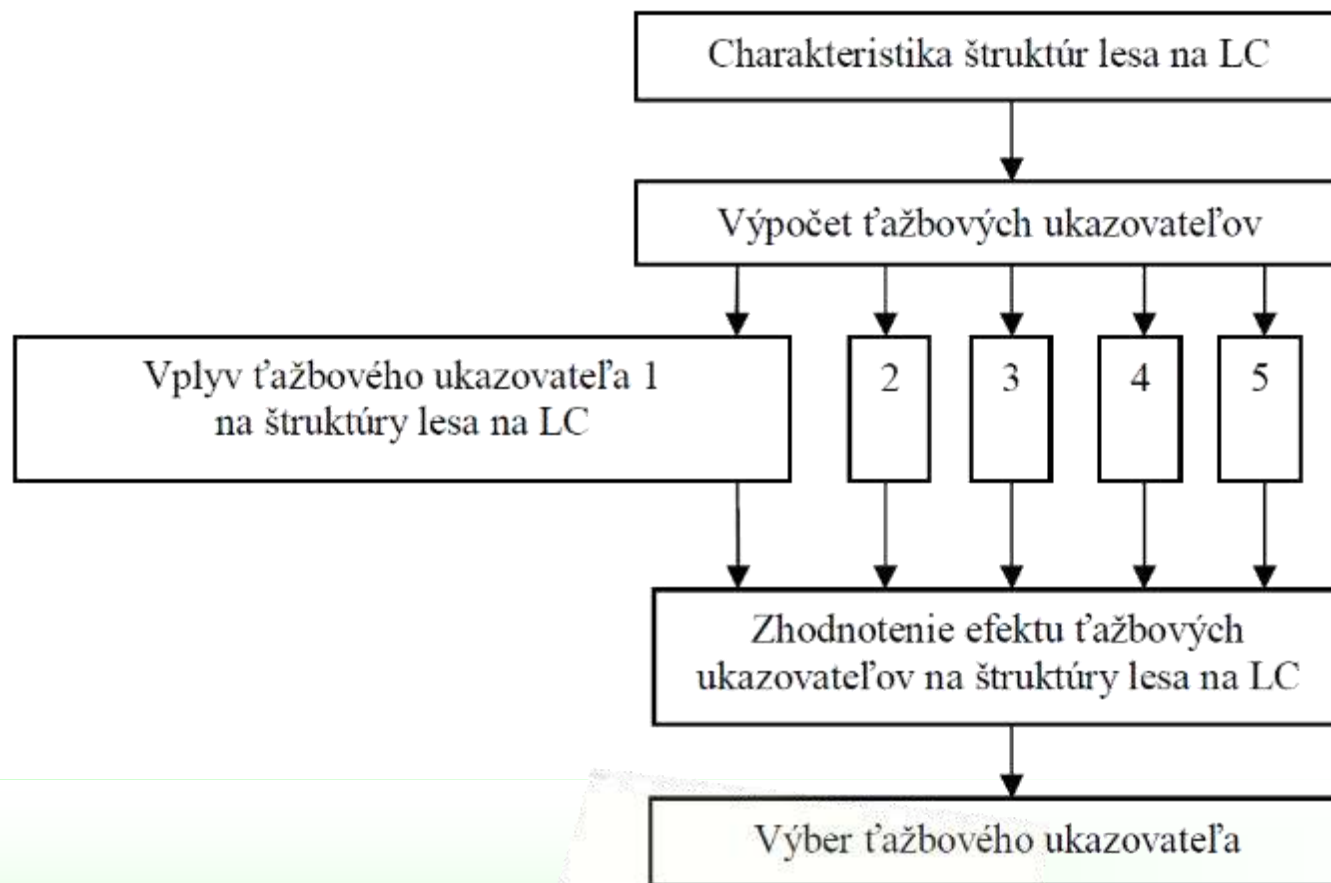 Charakteristika štruktúr lesa na LC
Výpočet ťažbových ukazovateľov
Vplyv ťažbového ukazovateľa 1
na štruktúry lesa na LC
2
3
4
5
Zhodnotenie efektu ťažbových
ukazovateľov na štruktúry lesa na LC
Výber ťažbového ukazovateľa